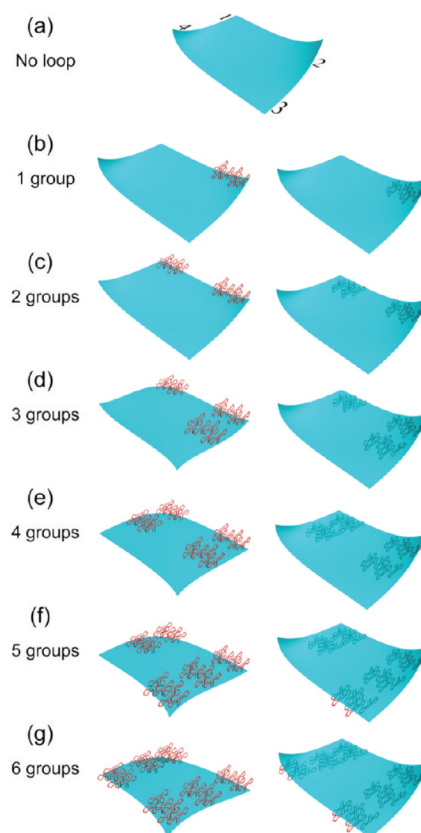 (a)
No loop
1
2
3
4
(b)
1 group
(c)
2 groups
(d)
3 groups
(e)
4 groups
(f)
5 groups
(g)
6 groups